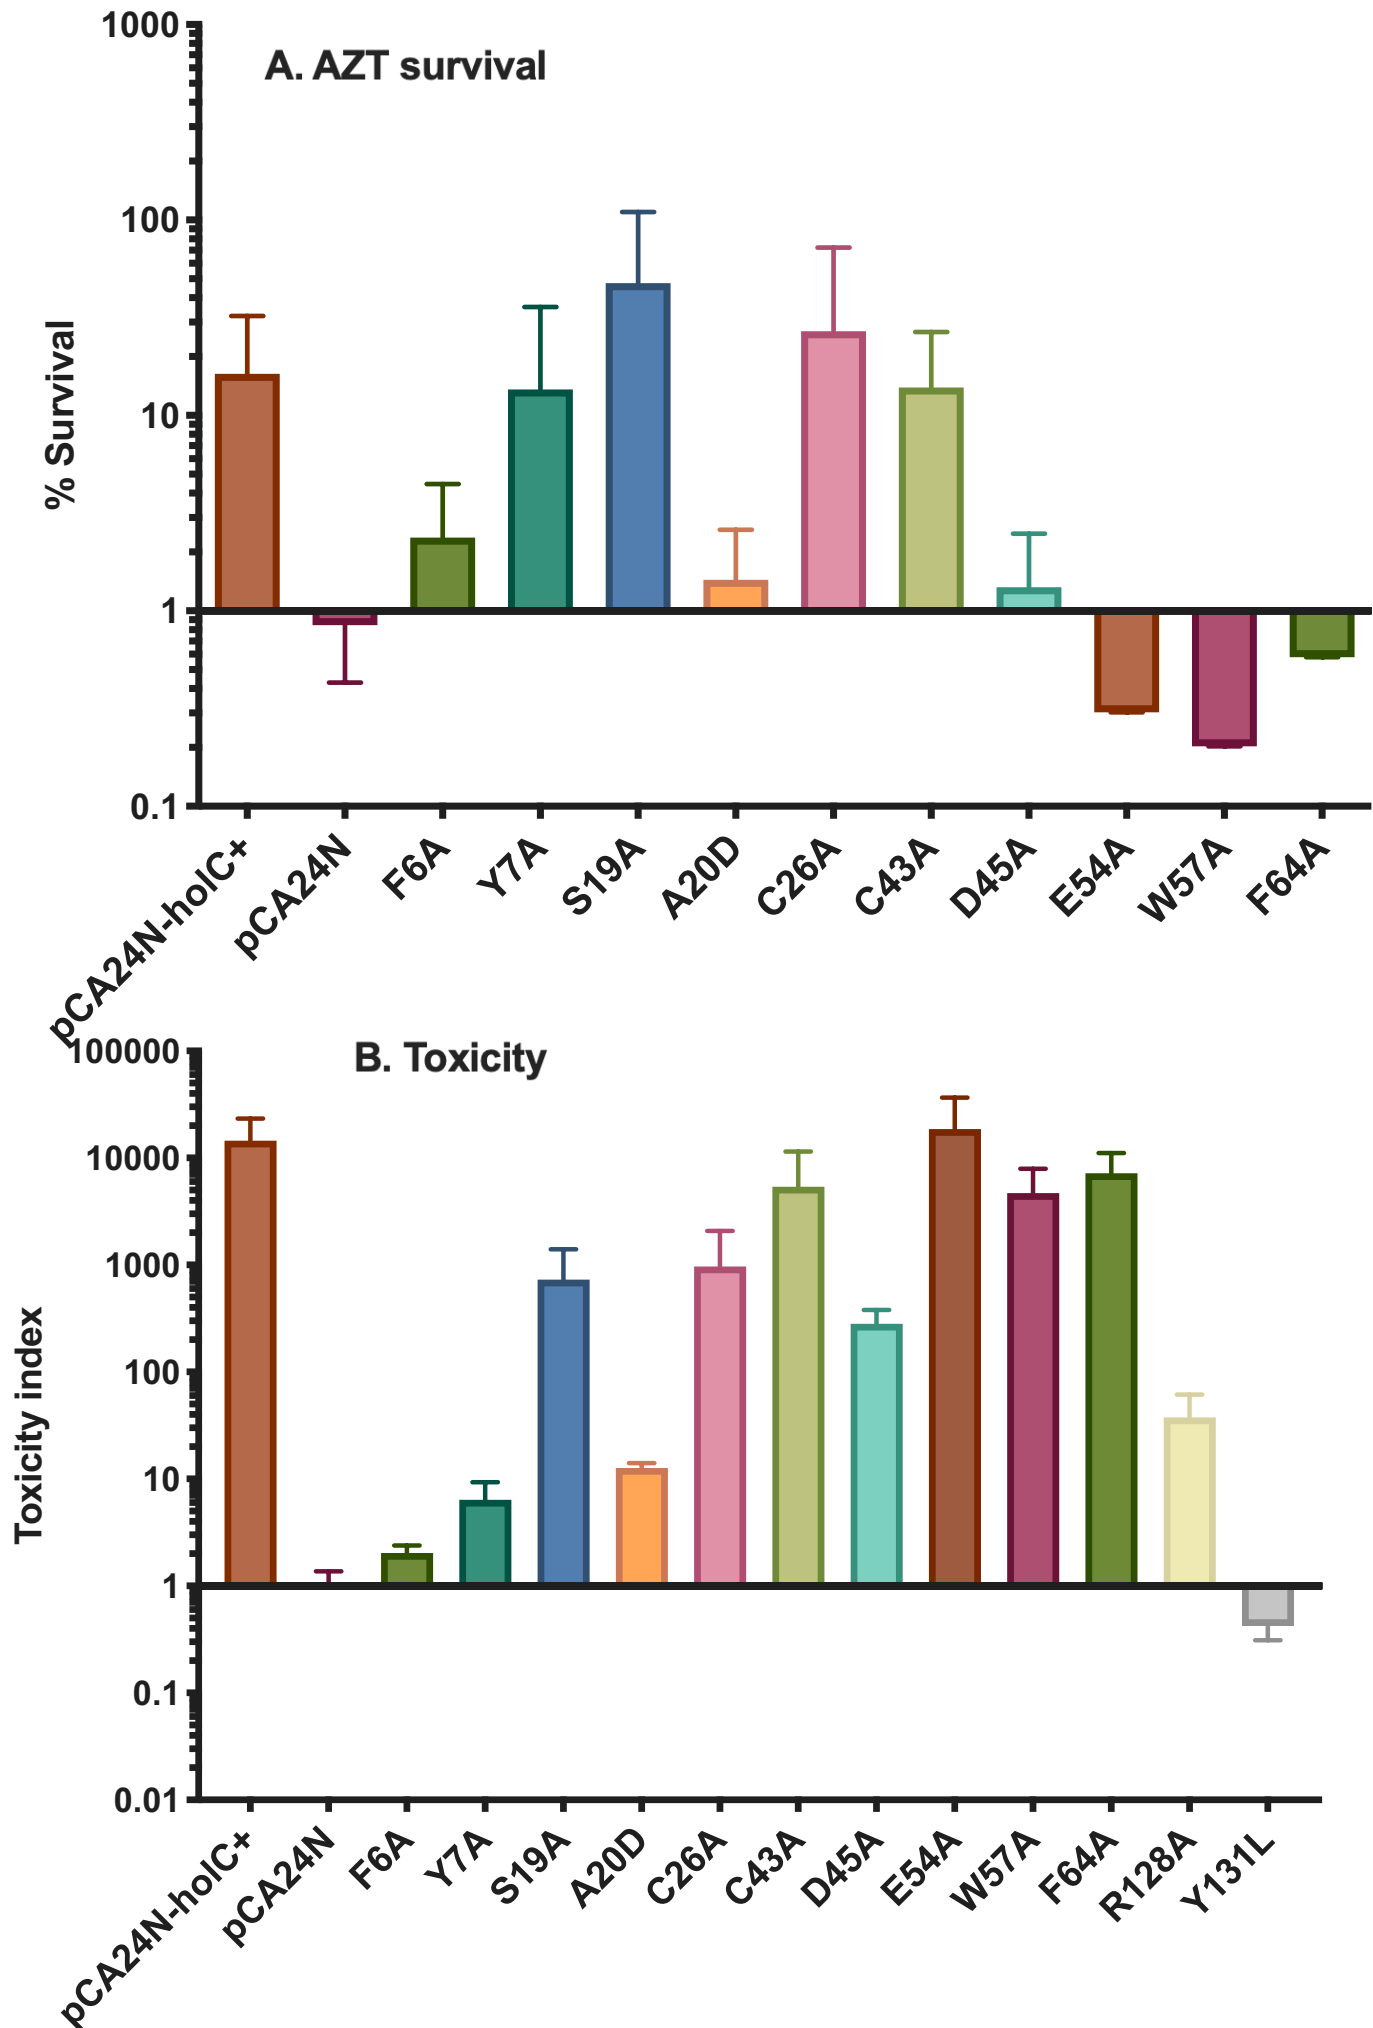 A. AZT survival
% Survival
1000
100
10
1
0.1
pCA24N-holC+
pCA24N
F6A
Y7A
S19A
A20D
C26A
C43A
D45A
E54A
W57A
F64A
B. Toxicity
Toxicity index
100000
10000
1000
100
10
1
0.1
0.01
pCA24N-holC+
pCA24N
F6A
Y7A
S19A
A20D
C26A
C43A
D45A
E54A
W57A
F64A
R128A
Y131L